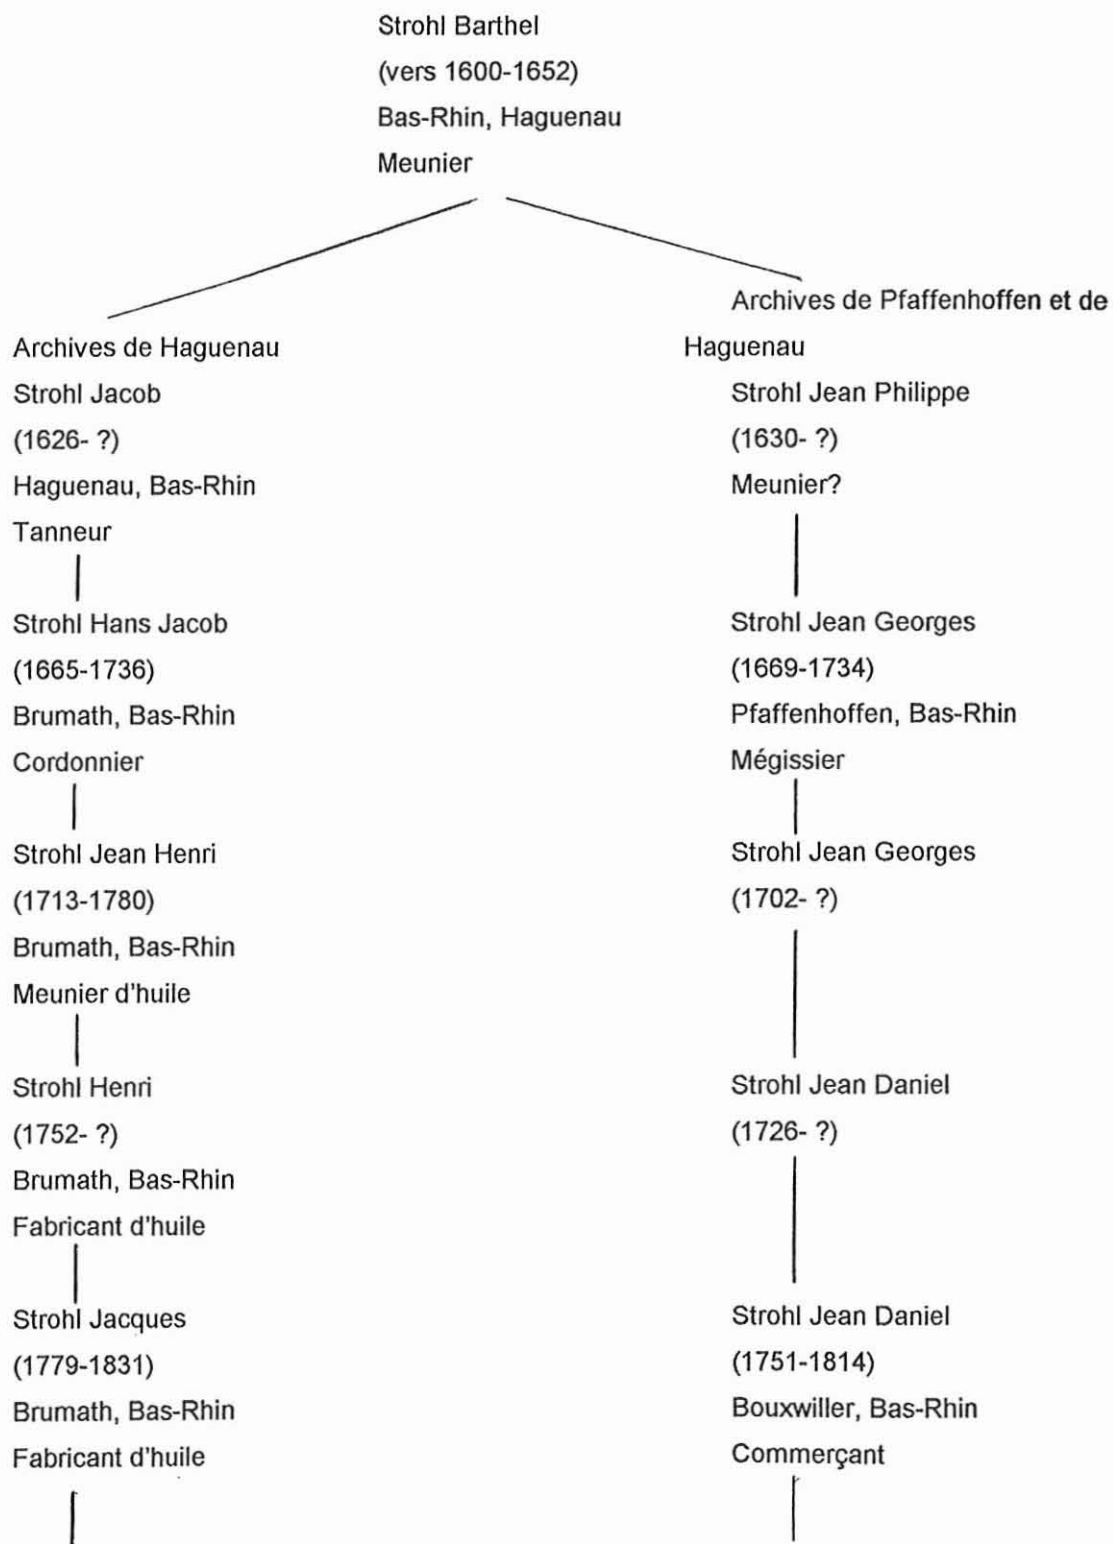 Strohl Barthel
(vers 1600-1652)
Bas-Rhin, Haguenau
Meunier
Archives de Haguenau
Strohl Jacob
(1626- ?)
Haguenau, Bas-Rhin
Tanneur
Strohl Hans Jacob
(1665-1736)
Brumath, Bas-Rhin
Cordonnier
Strohl Jean Henri
(1713-1780)
Brumath, Bas-Rhin
Meunier d'huile
Strohl Henri
(1752- ?)
Brumath, Bas-Rhin
Fabricant d'huile
Strohl Jacques
(1779-1831)
Brumath, Bas-Rhin
Fabricant d'huile
Archives de Pfaffenhoffen et de
Haguenau
Strohl Jean Philippe
(1630- ?)
Meunier?
Strohl Jean Georges
(1669-1734)
Pfaffenhoffen, Bas-Rhin
Mégissier
Strohl Jean Georges
(1702- ?)
Strohl Jean Daniel
(1726- ?)
Strohl Jean Daniel
(1751-1814)
Bouxwiller, Bas-Rhin
Commerçant